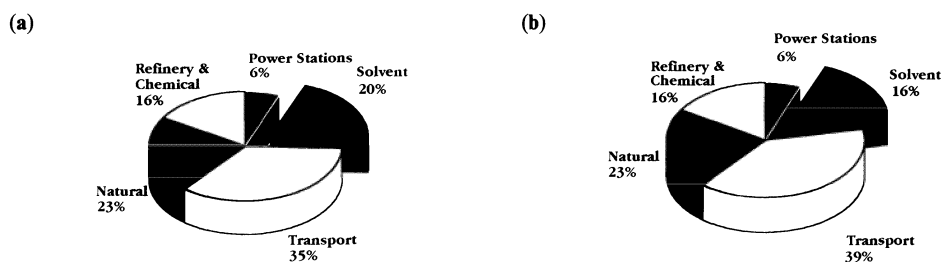 (a)
Power Stations
6%
Solvent
20%
Refinery &
Chemical
16%
Natural
23%
Transport
35%
(b)
Power Stations
6%
Solvent
16%
Refinery &
Chemical
16%
Natural
23%
Transport
39%